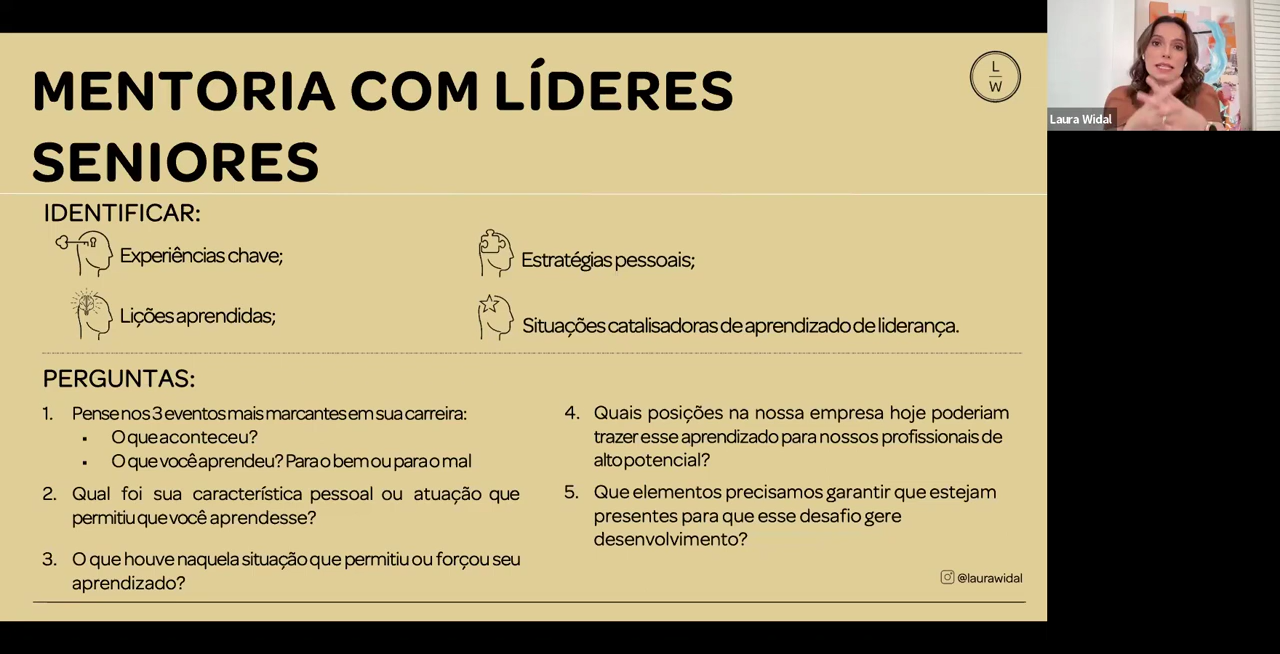 MENTORIA COM LÍDERES
SENIORES
L
W
Laura Widal
IDENTIFICAR:
Experiências chave;
Estratégias pessoais;
Lições aprendidas;
Situações catalisadoras de aprendizado de liderança.
PERGUNTAS:
1. Pense nos 3 eventos mais marcantes em sua carreira:
▪ O que aconteceu?
▪ O que você aprendeu? Para o bem ou para o mal
2. Qual foi sua característica pessoal ou atuação que
permitiu que você aprendesse?
3. O que houve naquela situação que permitiu ou forçou seu
aprendizado?
4. Quais posições na nossa empresa hoje poderiam
trazer esse aprendizado para nossos profissionais de
alto potencial?
5. Que elementos precisamos garantir que estejam
presentes para que esse desafio gere
desenvolvimento?
@laurawidal